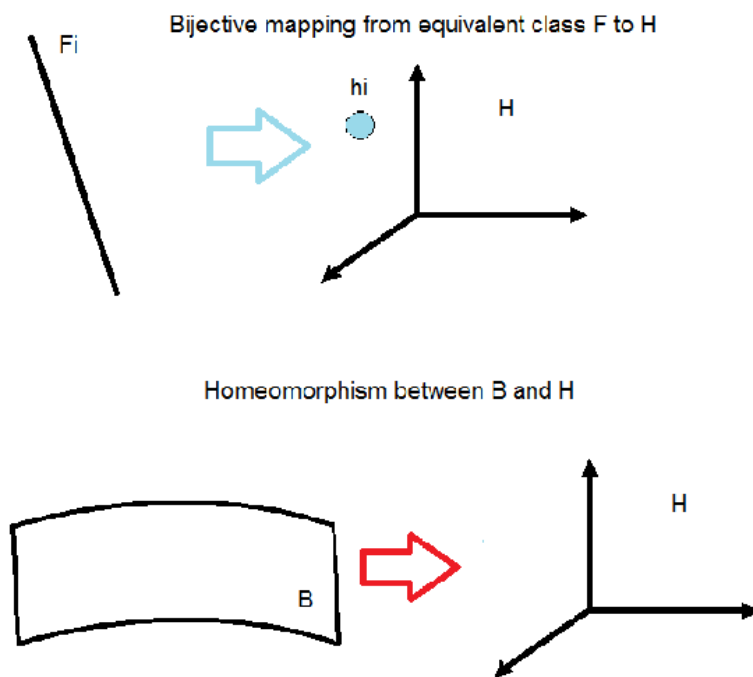 Bijective mapping from equivalent class F to H
Fi
hi
H
Homeomorphism between B and H
H
B